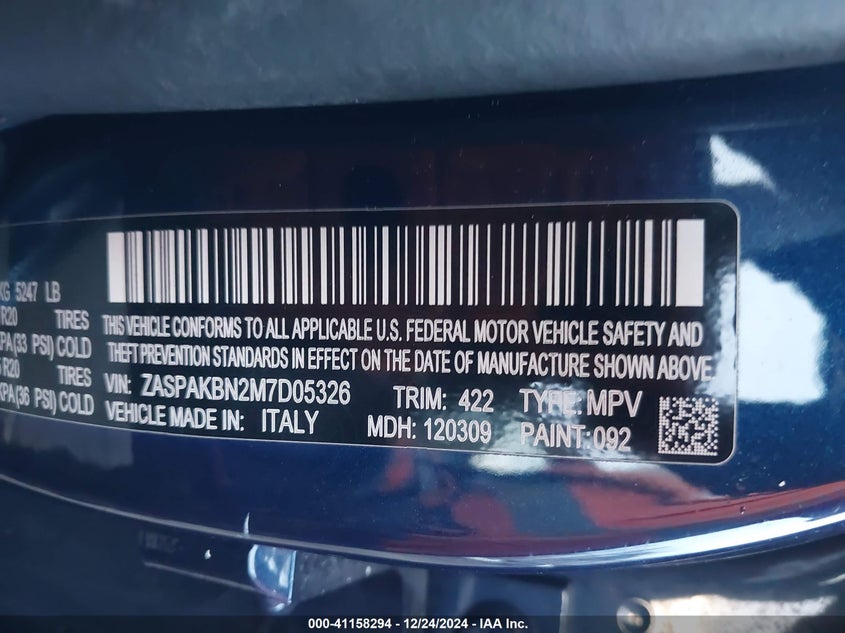 KG 5247 LB
R20 TIRES
KPA(33 PSI) COLD
R20 TIRES
KPA(36 PSI) COLD
THIS VEHICLE CONFORMS TO ALL APPLICABLE U.S. FEDERAL MOTOR VEHICLE SAFETY AND
THEFT PREVENTION STANDARDS IN EFFECT ON THE DATE OF MANUFACTURE SHOWN ABOVE
VIN: ZASPAKBN2M7D05326 TRIM: 422 TYPE: MPV
VEHICLE MADE IN: ITALY MDH: 120309 PAINT: 092
000-41158294 - 12/24/2024 - IAA Inc.